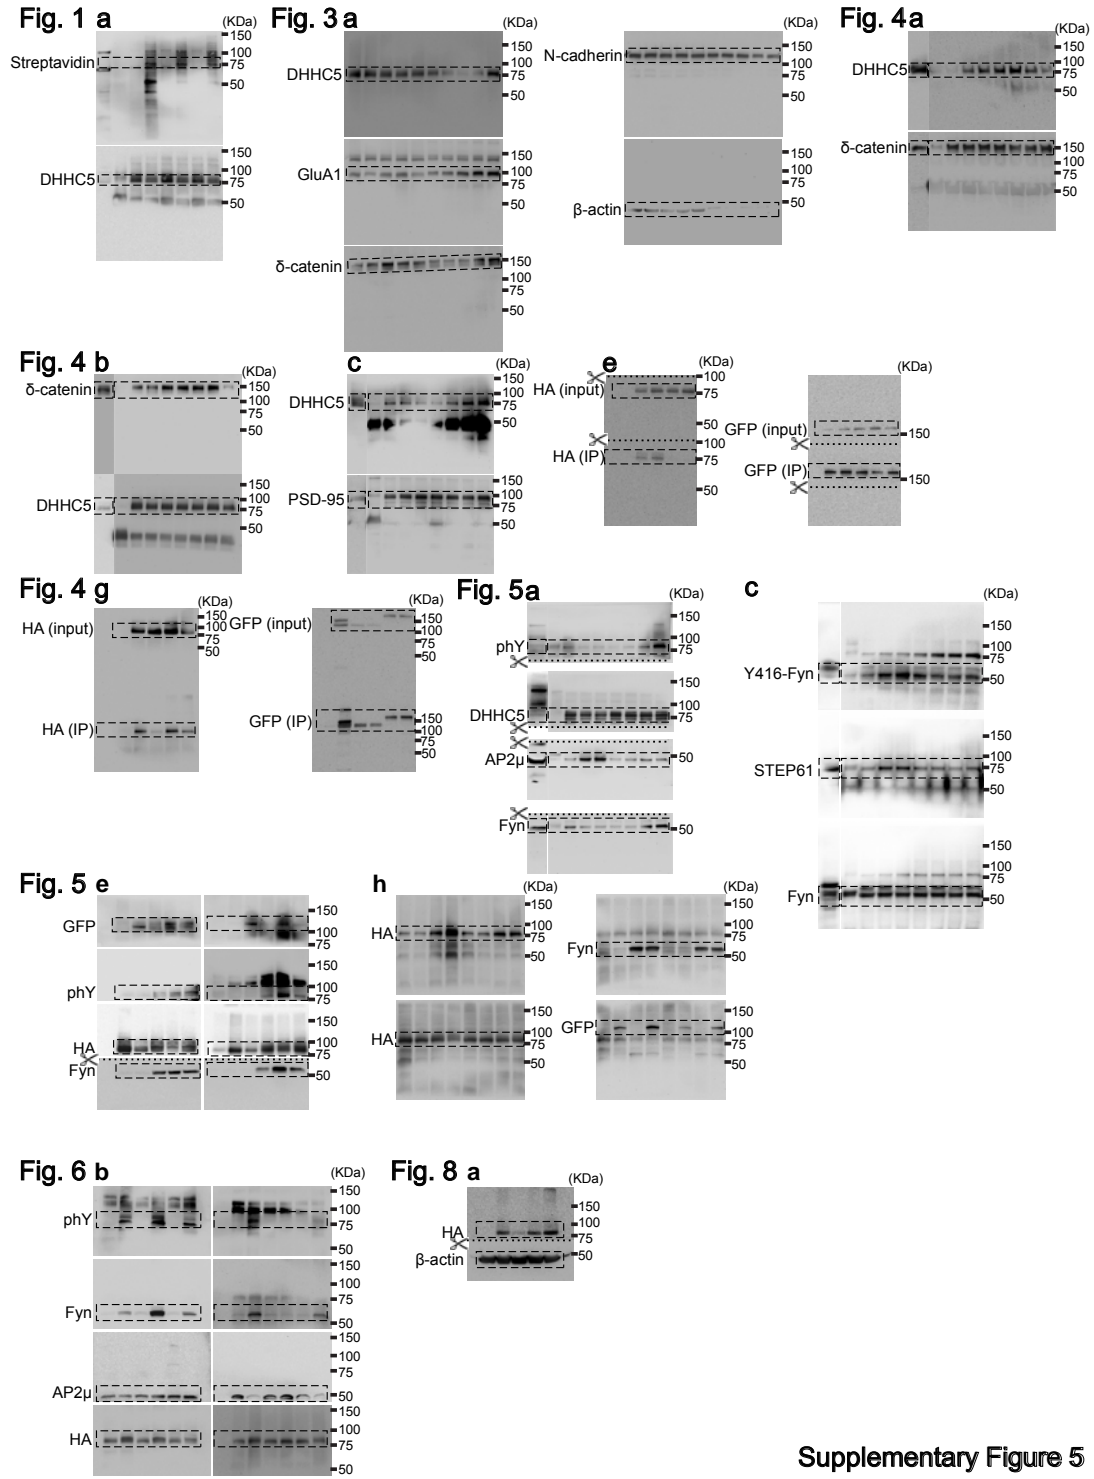 Fig. 1 a
(KDa)
Streptavidin
150
100
75
50
DHHC5
150
100
75
50
Fig. 3 a
(KDa)
DHHC5
150
100
75
50
GluA1
150
100
75
50
δ-catenin
150
100
75
50
(KDa)
N-cadherin
150
100
75
50
β-actin
150
100
75
50
Fig. 4 a
(KDa)
DHHC5
150
100
75
50
δ-catenin
150
100
75
50
Fig. 4 b
(KDa)
δ-catenin
150
100
75
50
DHHC5
150
100
75
50
c
(KDa)
DHHC5
150
100
75
50
PSD-95
150
100
75
50
e
(KDa)
HA (input)
100
75
50
HA (IP)
100
75
50
(KDa)
GFP (input)
150
GFP (IP)
150
Fig. 4 g
(KDa)
HA (input)
150
100
75
50
HA (IP)
(KDa)
GFP (input)
150
100
75
50
GFP (IP)
150
100
75
50
Fig. 5 a
(KDa)
phY
150
100
75
DHHC5
150
100
75
AP2μ
50
Fyn
50
c
(KDa)
Y416-Fyn
150
100
75
50
STEP61
150
100
75
50
Fyn
150
100
75
50
Fig. 5 e
(KDa)
GFP
150
100
75
phY
150
100
75
HA
150
100
75
Fyn
50
h
(KDa)
HA
150
100
75
50
HA
150
100
75
50
(KDa)
Fyn
150
100
75
50
GFP
150
100
75
50
Fig. 6 b
(KDa)
phY
150
100
75
50
Fyn
150
100
75
50
AP2μ
150
100
75
50
HA
150
100
75
50
Fig. 8 a
(KDa)
HA
150
100
75
β-actin
50
Supplementary Figure 5